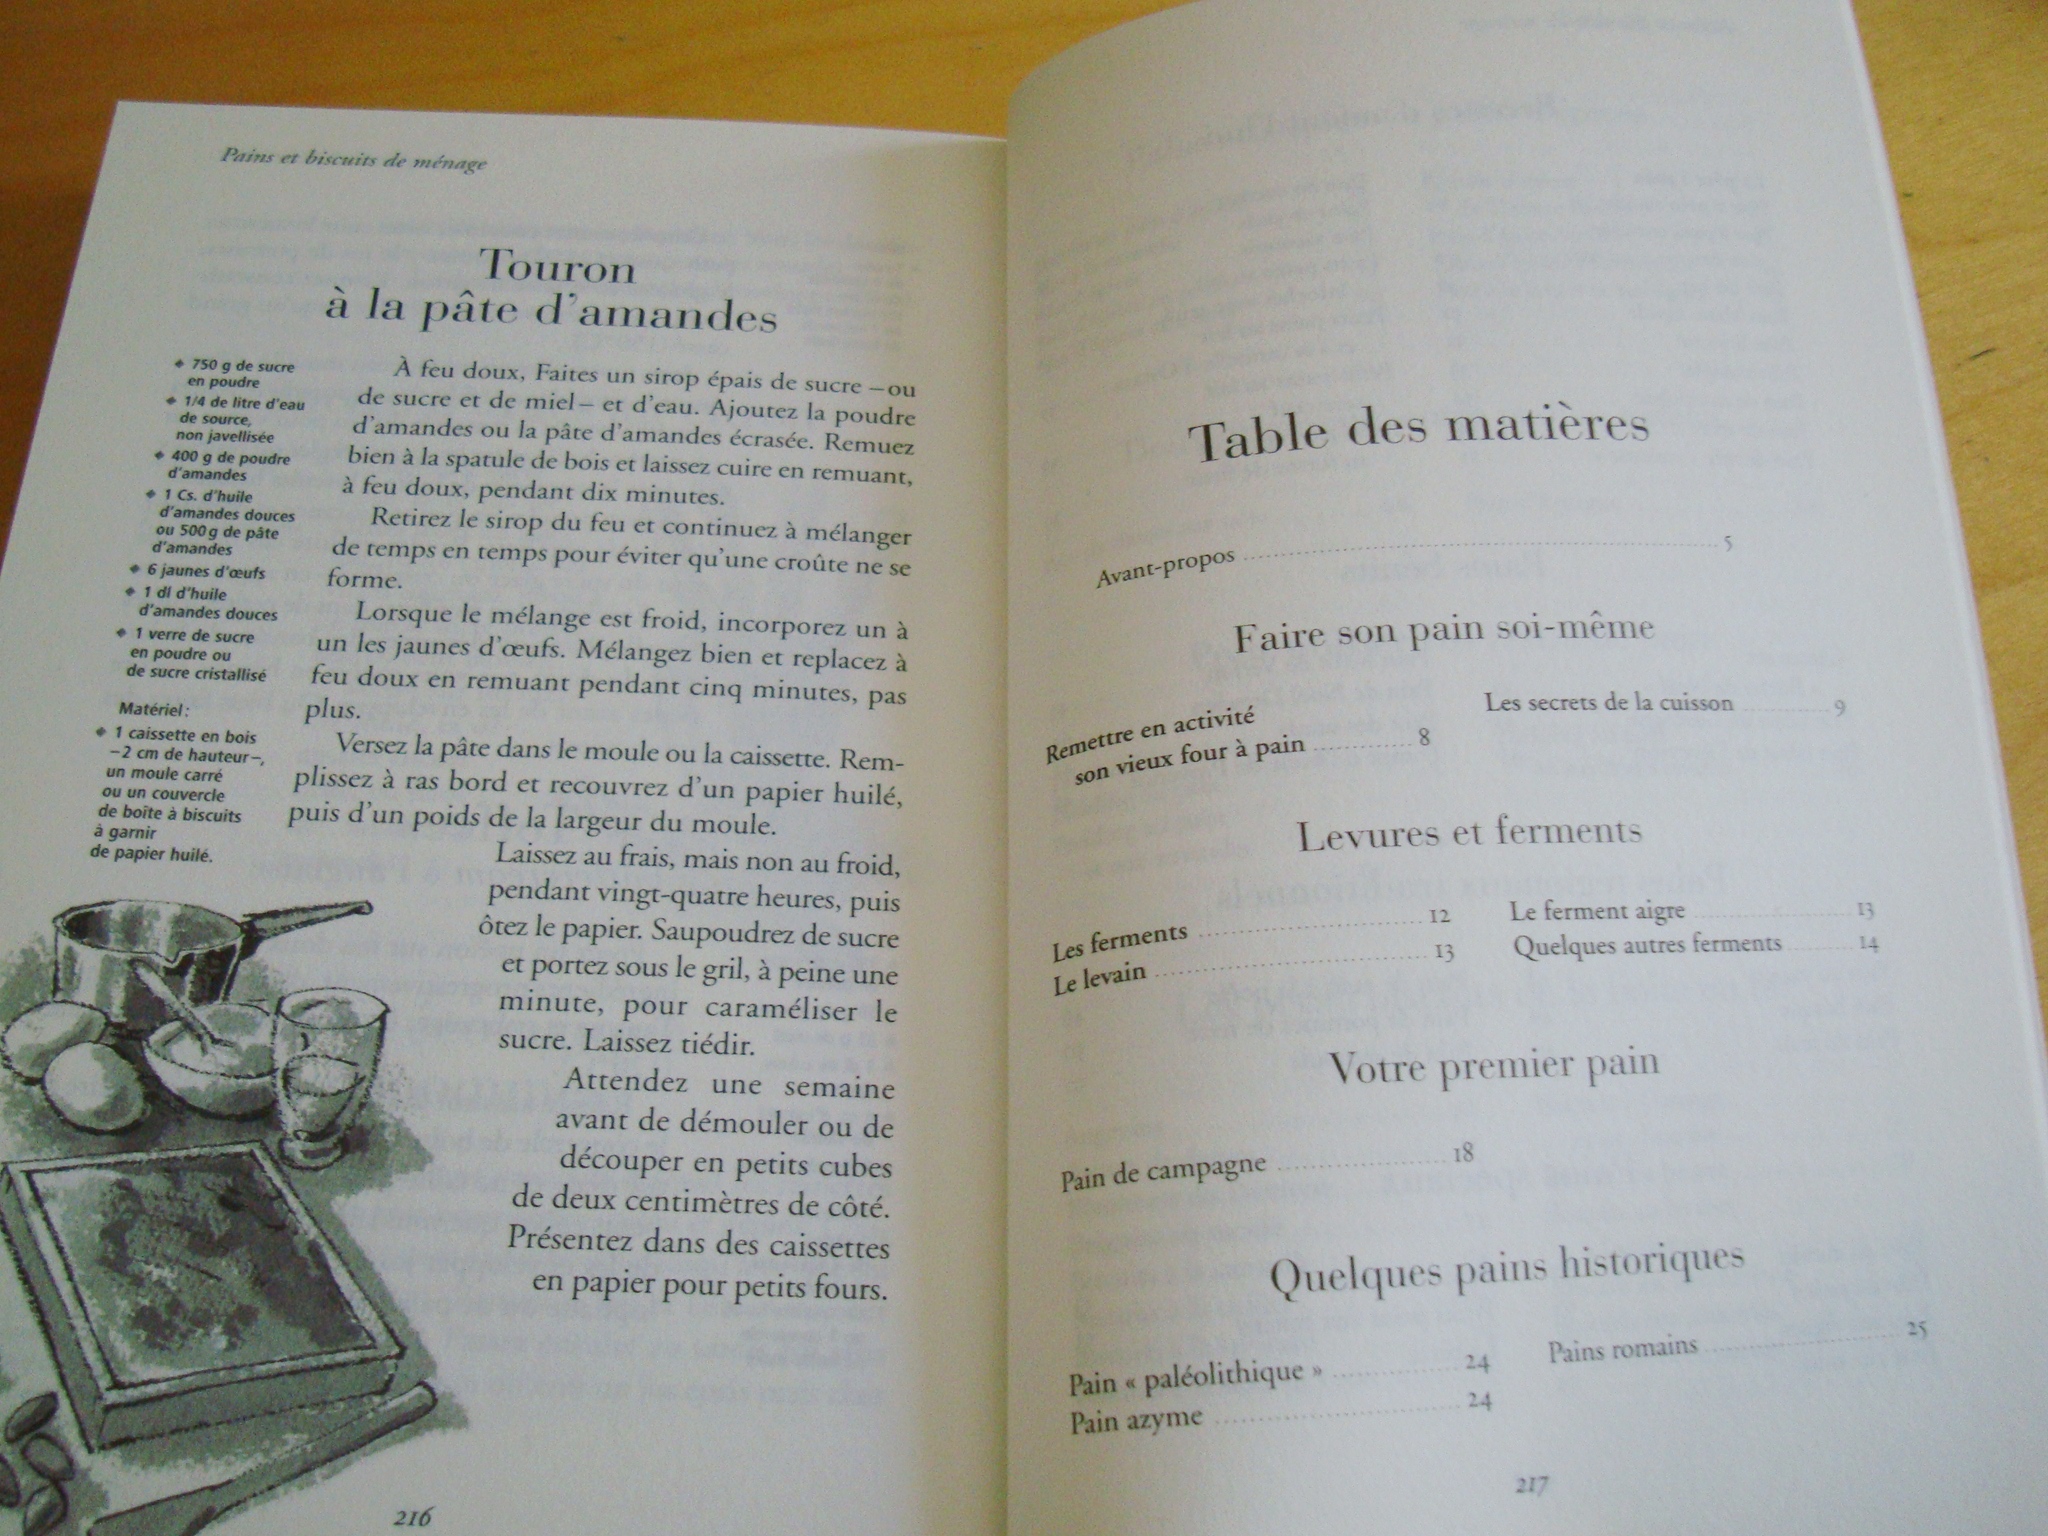 Pains et biscuits de ménage
Touron
à la pâte d'amandes
◆ 750 g de sucre
en poudre
◆ 1/4 de litre d'eau
de source,
non javellisée
◆ 400 g de poudre
d'amandes
◆ 1 Cs. d'huile
d'amandes douces
ou 500 g de pâte
d'amandes
◆ 6 jaunes d'œufs
◆ 1 dl d'huile
d'amandes douces
◆ 1 verre de sucre
en poudre ou
de sucre cristallisé
Matériel :
◆ 1 caissette en bois
– 2 cm de hauteur –,
un moule carré
ou un couvercle
de boîte à biscuits
à garnir
de papier huilé.
À feu doux, Faites un sirop épais de sucre – ou
de sucre et de miel – et d'eau. Ajoutez la poudre
d'amandes ou la pâte d'amandes écrasée. Remuez
bien à la spatule de bois et laissez cuire en remuant,
à feu doux, pendant dix minutes.
Retirez le sirop du feu et continuez à mélanger
de temps en temps pour éviter qu'une croûte ne se
forme.
Lorsque le mélange est froid, incorporez un à
un les jaunes d'œufs. Mélangez bien et replacez à
feu doux en remuant pendant cinq minutes, pas
plus.
Versez la pâte dans le moule ou la caissette. Rem-
plissez à ras bord et recouvrez d'un papier huilé,
puis d'un poids de la largeur du moule.
Laissez au frais, mais non au froid,
pendant vingt-quatre heures, puis
ôtez le papier. Saupoudrez de sucre
et portez sous le gril, à peine une
minute, pour caraméliser le
sucre. Laissez tiédir.
Attendez une semaine
avant de démouler ou de
découper en petits cubes
de deux centimètres de côté.
Présentez dans des caissettes
en papier pour petits fours.
216
Table des matières
Avant-propos ........ 5
Faire son pain soi-même
Remettre en activité
son vieux four à pain ........ 8
Les secrets de la cuisson ........ 9
Levures et ferments
Les ferments ........ 12
Le levain ........ 13
Le ferment aigre ........ 13
Quelques autres ferments ........ 14
Votre premier pain
Pain de campagne ........ 18
Quelques pains historiques
Pain « paléolithique » ........ 24
Pain azyme ........ 24
Pains romains ........ 25
217